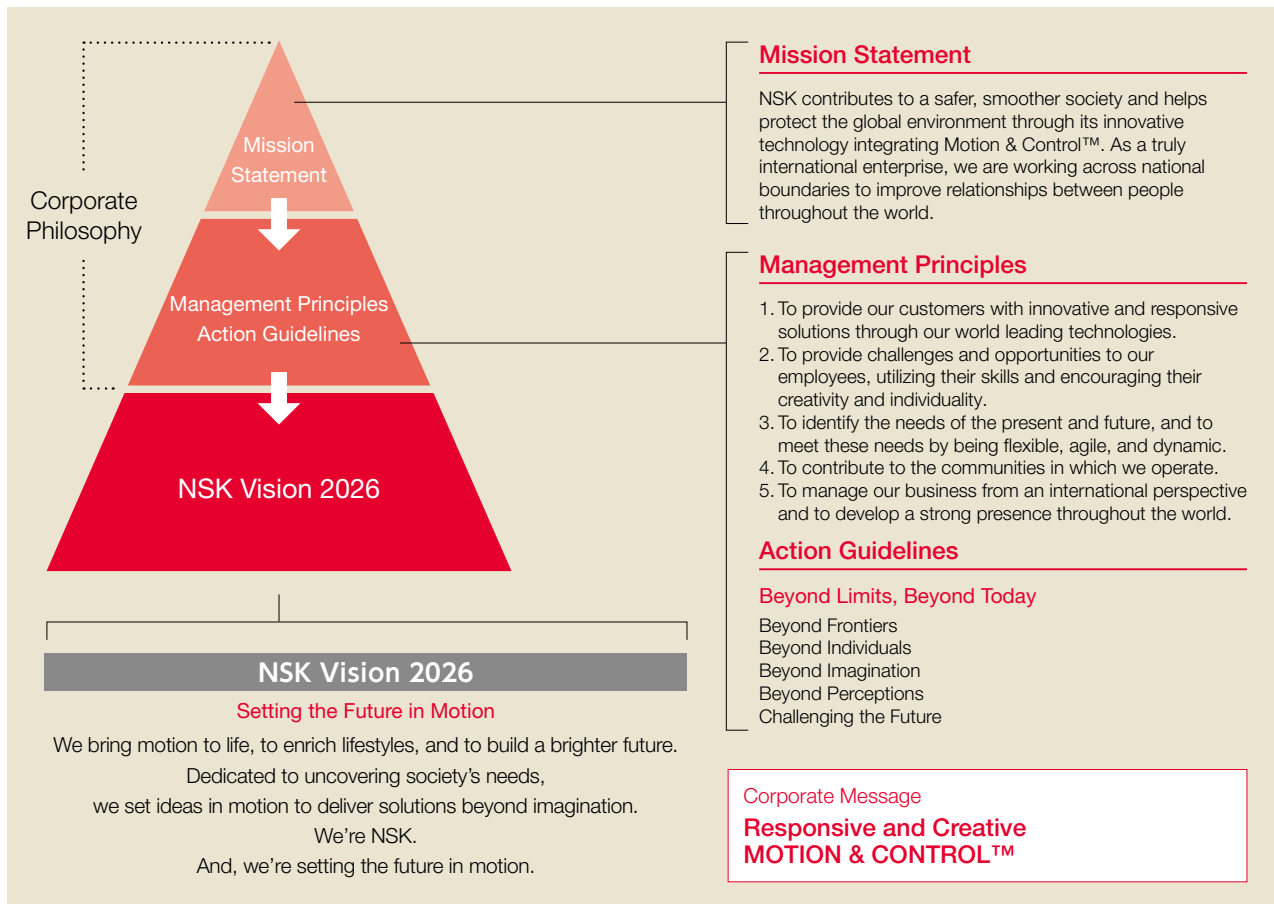 Corporate
Philosophy
Mission
Statement
Management Principles
Action Guidelines
NSK Vision 2026
NSK Vision 2026
Setting the Future in Motion
We bring motion to life, to enrich lifestyles, and to build a brighter future.
Dedicated to uncovering society’s needs,
we set ideas in motion to deliver solutions beyond imagination.
We’re NSK.
And, we’re setting the future in motion.
Mission Statement
NSK contributes to a safer, smoother society and helps
protect the global environment through its innovative
technology integrating Motion & Control™. As a truly
international enterprise, we are working across national
boundaries to improve relationships between people
throughout the world.
Management Principles
1. To provide our customers with innovative and responsive
solutions through our world leading technologies.
2. To provide challenges and opportunities to our
employees, utilizing their skills and encouraging their
creativity and individuality.
3. To identify the needs of the present and future, and to
meet these needs by being flexible, agile, and dynamic.
4. To contribute to the communities in which we operate.
5. To manage our business from an international perspective
and to develop a strong presence throughout the world.
Action Guidelines
Beyond Limits, Beyond Today
Beyond Frontiers
Beyond Individuals
Beyond Imagination
Beyond Perceptions
Challenging the Future
Corporate Message
Responsive and Creative
MOTION & CONTROL™